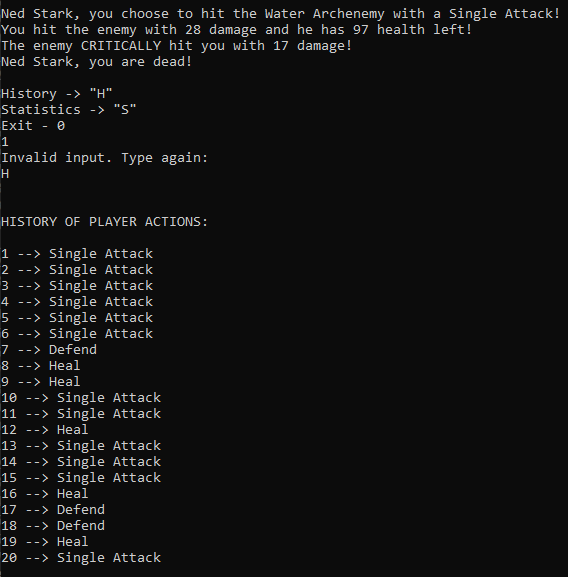 Ned Stark, you choose to hit the Water Archenemy with a Single Attack!
You hit the enemy with 28 damage and he has 97 health left!
The enemy CRITICALLY hit you with 17 damage!
Ned Stark, you are dead!
History -> "H"
Statistics -> "S"
Exit - 0
1
Invalid input. Type again:
H
HISTORY OF PLAYER ACTIONS:
1 --> Single Attack
2 --> Single Attack
3 --> Single Attack
4 --> Single Attack
5 --> Single Attack
6 --> Single Attack
7 --> Defend
8 --> Heal
9 --> Heal
10 --> Single Attack
11 --> Single Attack
12 --> Heal
13 --> Single Attack
14 --> Single Attack
15 --> Single Attack
16 --> Heal
17 --> Defend
18 --> Defend
19 --> Heal
20 --> Single Attack